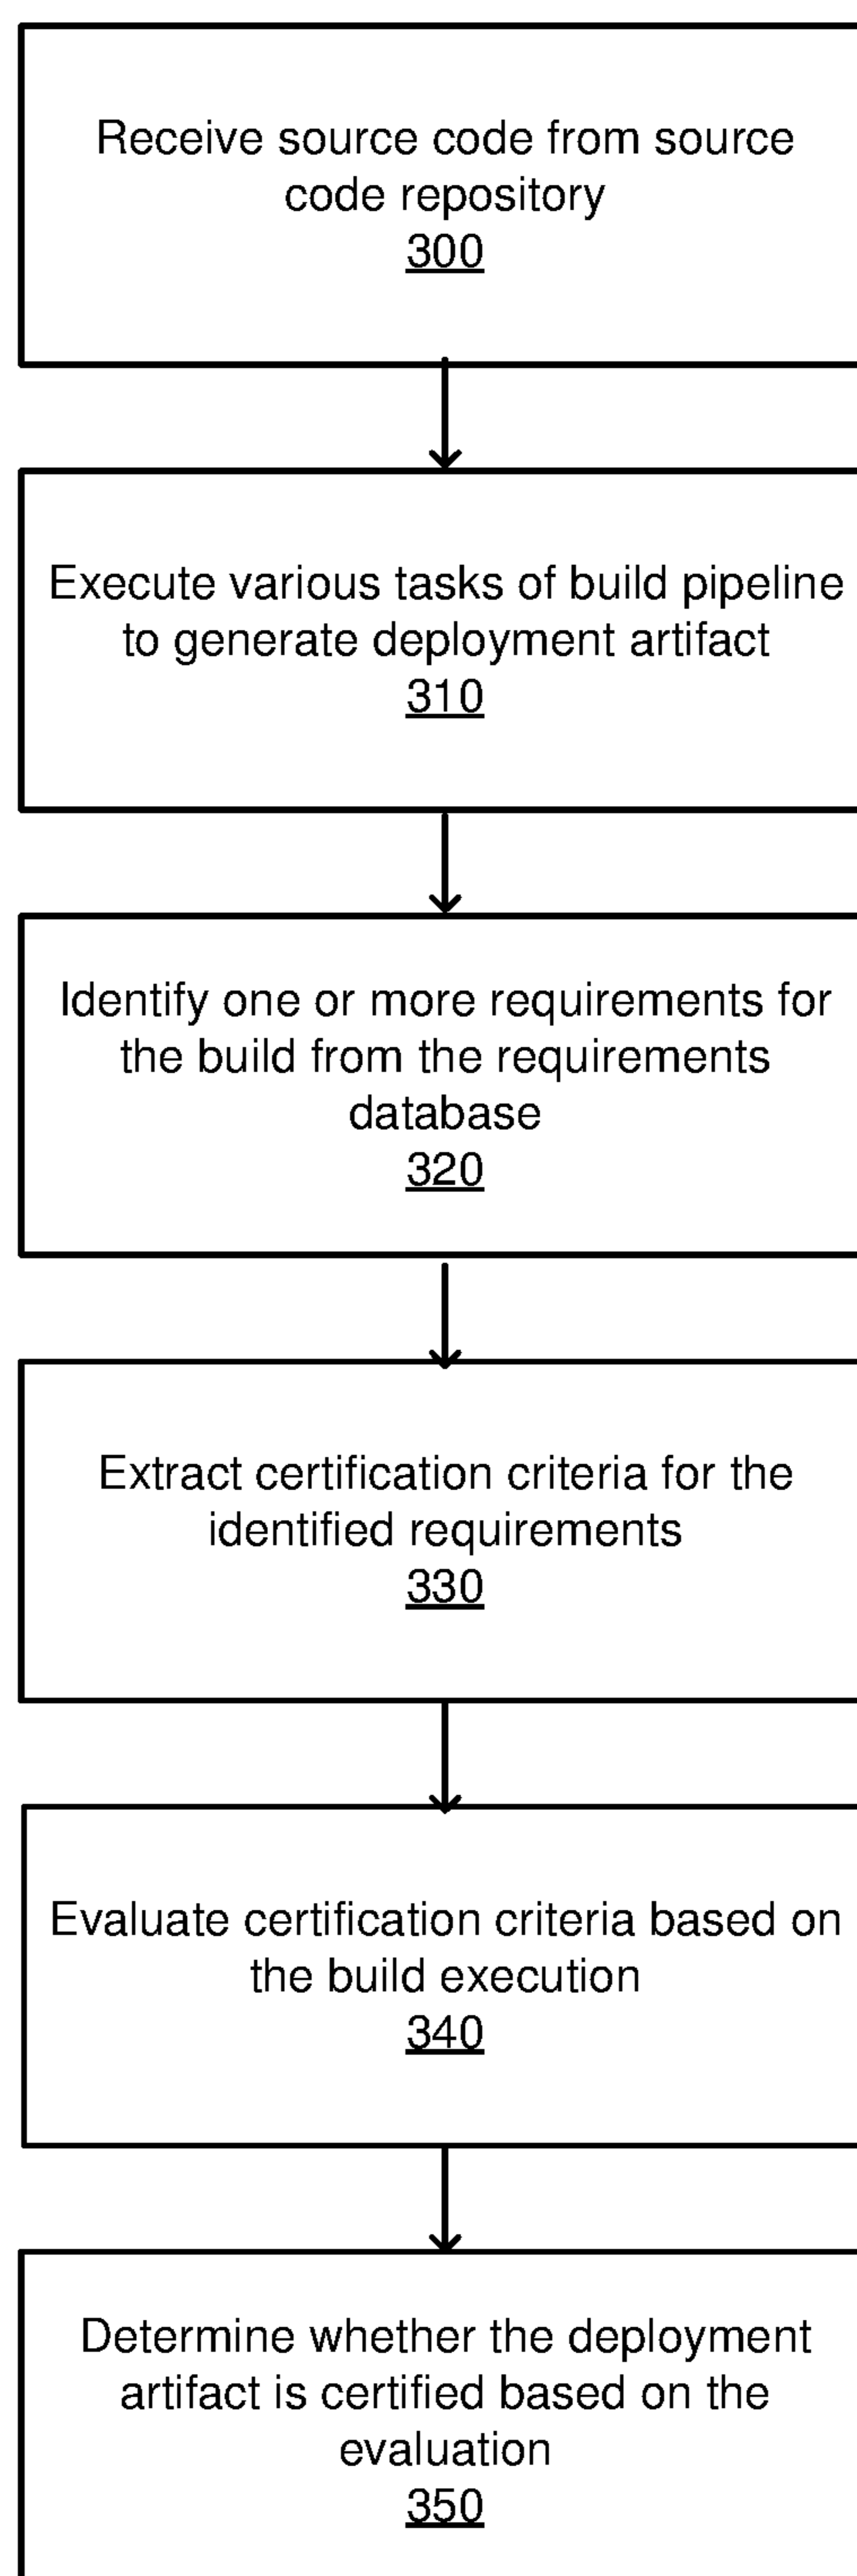 Receive source code from source
code repository
300
Execute various tasks of build pipeline
to generate deployment artifact
310
Identify one or more requirements for
the build from the requirements
database
320
Extract certification criteria for the
identified requirements
330
Evaluate certification criteria based on
the build execution
340
Determine whether the deployment
artifact is certified based on the
evaluation
350